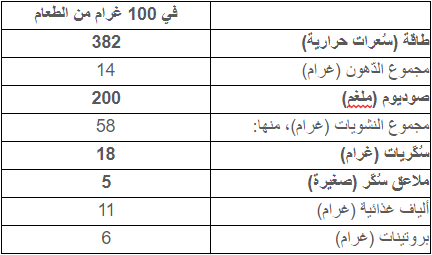 في 100 غرام من الطعام
طاقة (سُعرات حرارية) 382
مجموع الدّهون (غرام) 14
صوديوم (ملغم) 200
مجموع النشويات (غرام)، منها: 58
سُكّريات (غرام) 18
ملاعق سُكّر (صغيرة) 5
ألياف غذائية (غرام) 11
بروتينات (غرام) 6